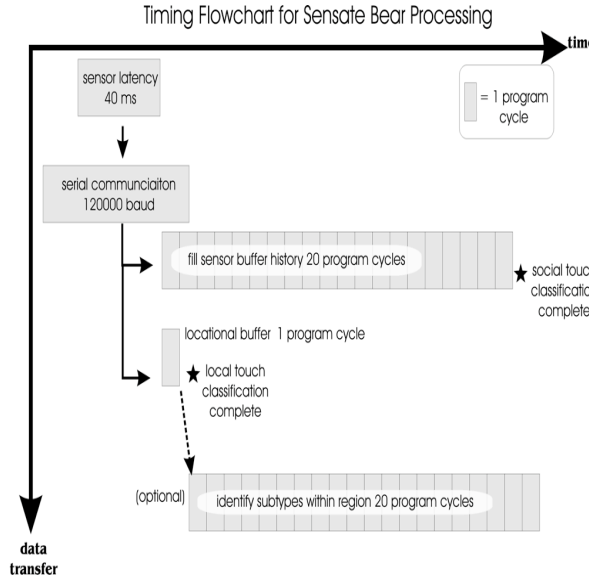 Timing Flowchart for Sensate Bear Processing
time
sensor latency
40 ms
= 1 program
cycle
serial communciaiton
120000 baud
fill sensor buffer history 20 program cycles
social touc
classificatio
complete
locational buffer 1 program cycle
local touch
classification
complete
(optional)
identify subtypes within region 20 program cycles
data
transfer